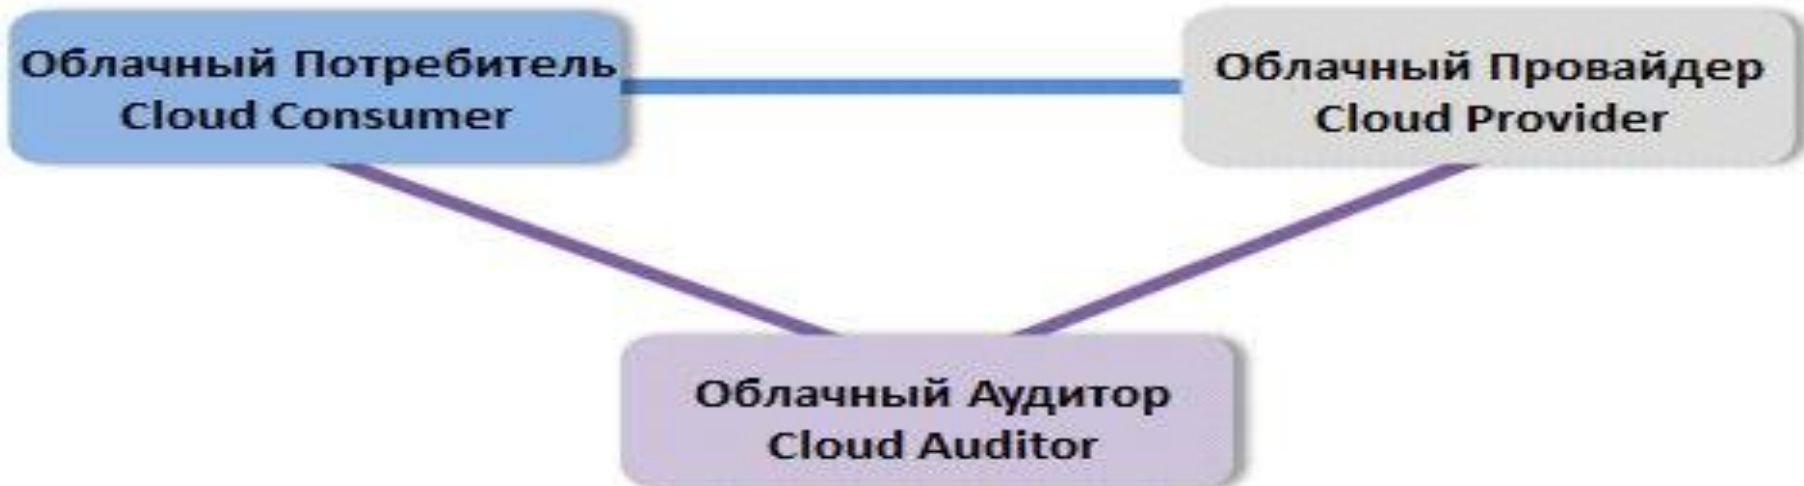 Облачный Потребитель
Cloud Consumer
Облачный Провайдер
Cloud Provider
Облачный Аудитор
Cloud Auditor